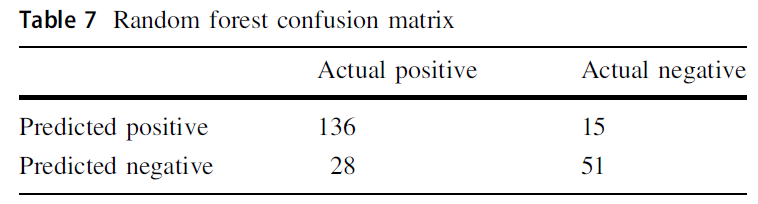 Table 7 Random forest confusion matrix
Actual positive Actual negative
Predicted positive 136 15
Predicted negative 28 51